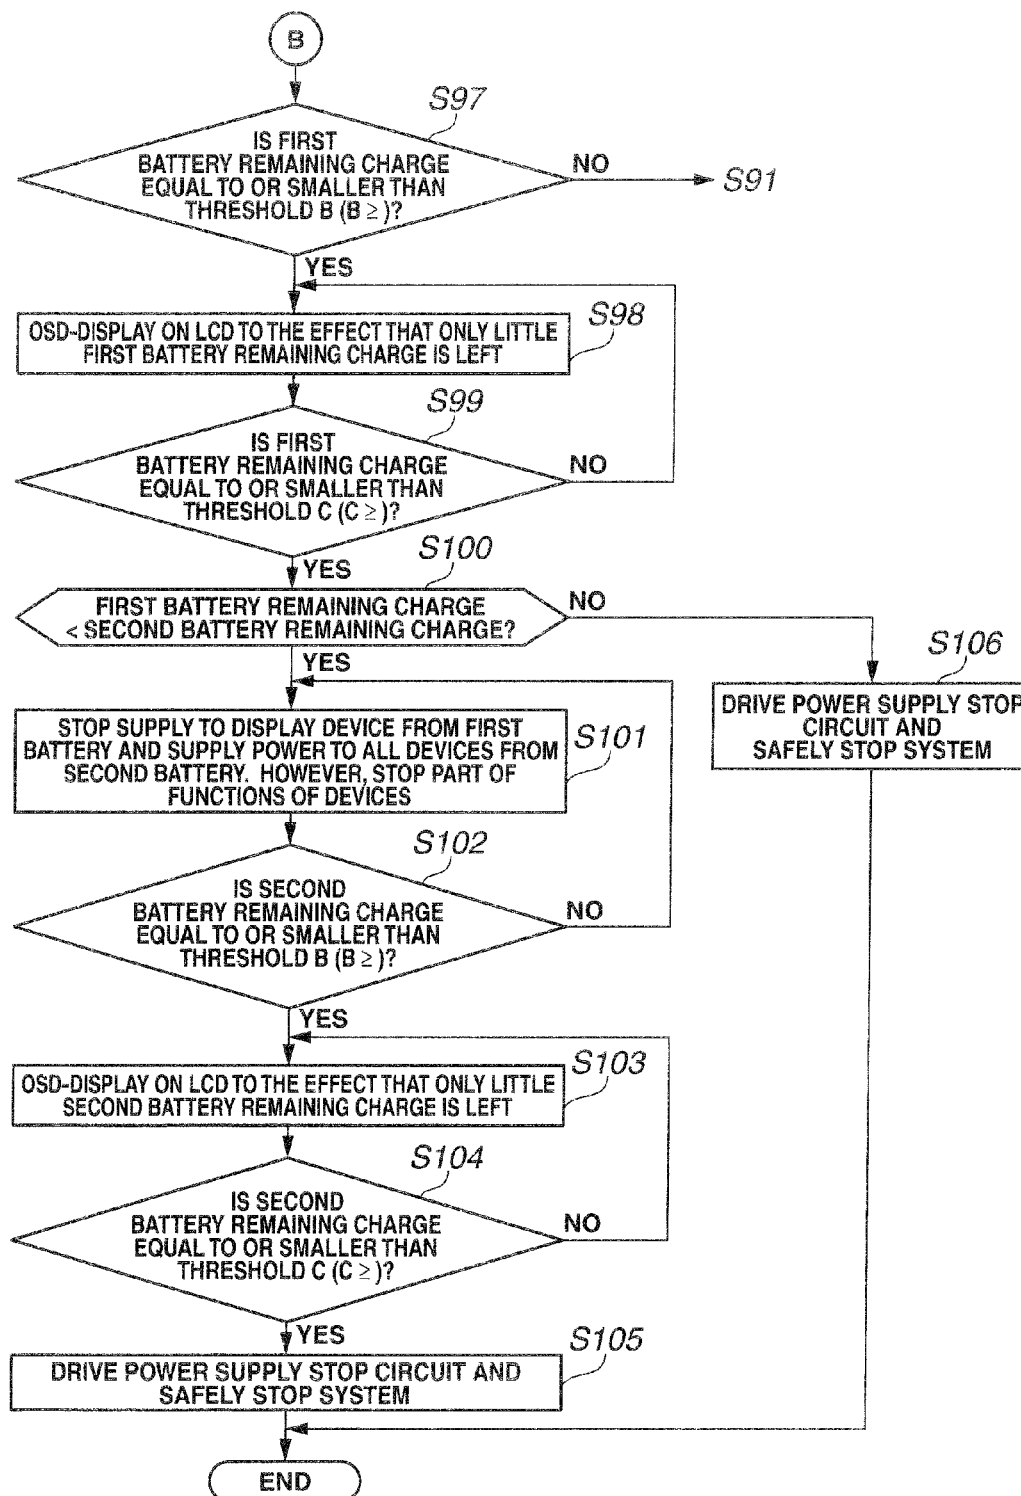 B
S97
IS FIRST
BATTERY REMAINING CHARGE
EQUAL TO OR SMALLER THAN
THRESHOLD B (B ≥ )?
NO
S91
YES
S98
OSD-DISPLAY ON LCD TO THE EFFECT THAT ONLY LITTLE
FIRST BATTERY REMAINING CHARGE IS LEFT
S99
IS FIRST
BATTERY REMAINING CHARGE
EQUAL TO OR SMALLER THAN
THRESHOLD C (C ≥ )?
NO
YES
S100
FIRST BATTERY REMAINING CHARGE
< SECOND BATTERY REMAINING CHARGE?
NO
YES
S106
DRIVE POWER SUPPLY STOP
CIRCUIT AND
SAFELY STOP SYSTEM
S101
STOP SUPPLY TO DISPLAY DEVICE FROM FIRST
BATTERY AND SUPPLY POWER TO ALL DEVICES FROM
SECOND BATTERY. HOWEVER, STOP PART OF
FUNCTIONS OF DEVICES
S102
IS SECOND
BATTERY REMAINING CHARGE
EQUAL TO OR SMALLER THAN
THRESHOLD B (B ≥ )?
NO
YES
S103
OSD-DISPLAY ON LCD TO THE EFFECT THAT ONLY LITTLE
SECOND BATTERY REMAINING CHARGE IS LEFT
S104
IS SECOND
BATTERY REMAINING CHARGE
EQUAL TO OR SMALLER THAN
THRESHOLD C (C ≥ )?
NO
YES
S105
DRIVE POWER SUPPLY STOP CIRCUIT AND
SAFELY STOP SYSTEM
END